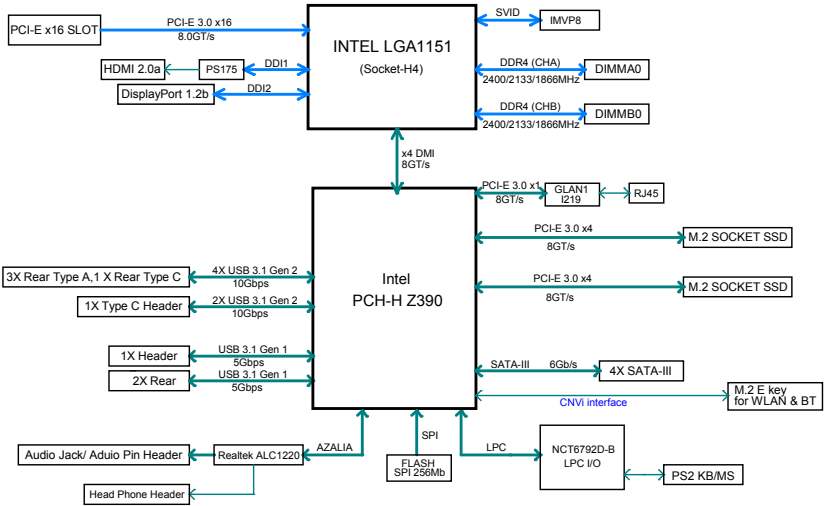 PCI-E x16 SLOT
PCI-E 3.0 x16
8.0GT/s
HDMI 2.0a
PS175
DDI1
DisplayPort 1.2b
DDI2
INTEL LGA1151
(Socket-H4)
SVID
IMVP8
DDR4 (CHA)
2400/2133/1866MHz
DIMMA0
DDR4 (CHB)
2400/2133/1866MHz
DIMMB0
x4 DMI
8GT/s
PCI-E 3.0 x1
8GT/s
GLAN1
I219
RJ45
PCI-E 3.0 x4
8GT/s
M.2 SOCKET SSD
PCI-E 3.0 x4
8GT/s
M.2 SOCKET SSD
Intel
PCH-H Z390
3X Rear Type A,1 X Rear Type C
4X USB 3.1 Gen 2
10Gbps
1X Type C Header
2X USB 3.1 Gen 2
10Gbps
1X Header
USB 3.1 Gen 1
5Gbps
2X Rear
USB 3.1 Gen 1
5Gbps
SATA-III
6Gb/s
4X SATA-III
CNVi interface
M.2 E key
for WLAN & BT
Audio Jack/ Aduio Pin Header
Realtek ALC1220
AZALIA
Head Phone Header
SPI
FLASH
SPI 256Mb
LPC
NCT6792D-B
LPC I/O
PS2 KB/MS